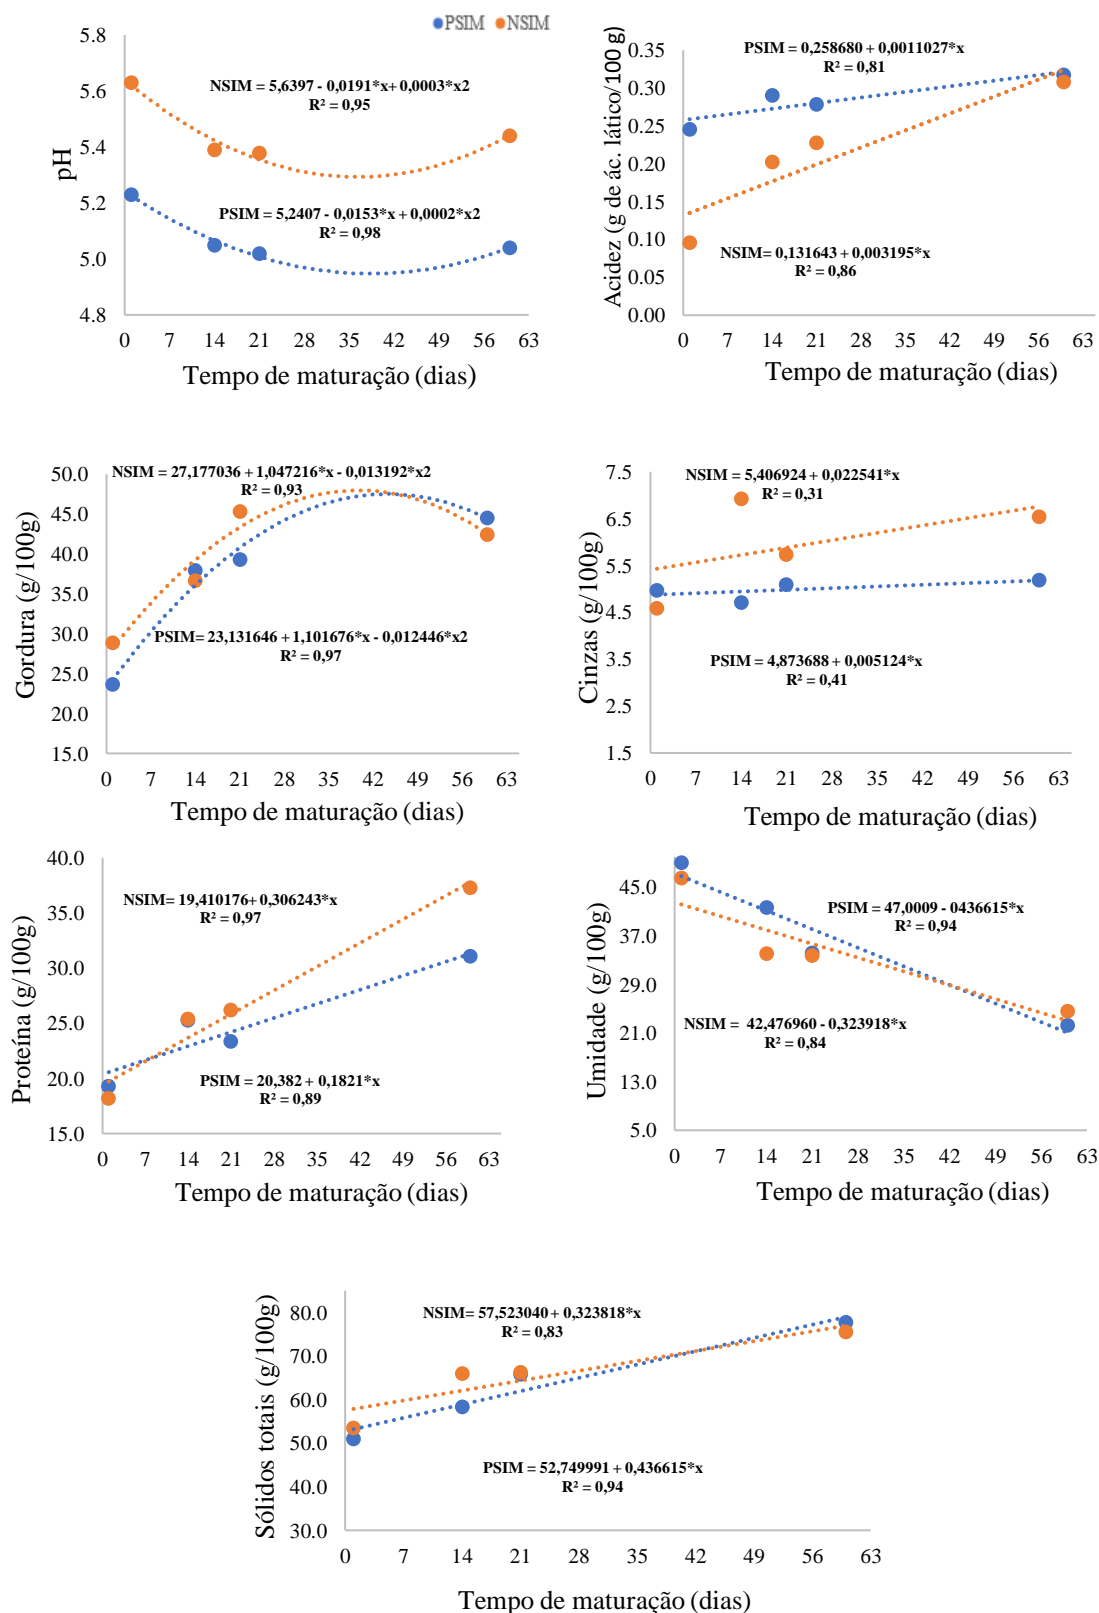 PSIM NSIM
5.8
5.6
5.4
5.2
5.0
4.8
pH
NSIM = 5,6397 - 0,0191*x+ 0,0003*x2
R² = 0,95
PSIM = 5,2407 - 0,0153*x + 0,0002*x2
R² = 0,98
0 7 14 21 28 35 42 49 56 63
Tempo de maturação (dias)
0.35
0.30
0.25
0.20
0.15
0.10
0.05
0.00
Acidez (g de ác. lático/100 g)
PSIM = 0,258680 + 0,0011027*x
R² = 0,81
NSIM = 0,131643 + 0,003195*x
R² = 0,86
0 7 14 21 28 35 42 49 56 63
Tempo de maturação (dias)
50.0
45.0
40.0
35.0
30.0
25.0
20.0
15.0
Gordura (g/100g)
NSIM = 27,177036 + 1,047216*x - 0,013192*x2
R² = 0,93
PSIM= 23,131646 + 1,101676*x - 0,012446*x2
R² = 0,97
0 7 14 21 28 35 42 49 56 63
Tempo de maturação (dias)
7.5
6.5
5.5
4.5
3.5
2.5
1.5
Cinzas (g/100g)
NSIM = 5,406924 + 0,022541*x
R² = 0,31
PSIM = 4,873688 + 0,005124*x
R² = 0,41
0 7 14 21 28 35 42 49 56 63
Tempo de maturação (dias)
40.0
35.0
30.0
25.0
20.0
15.0
Proteína (g/100g)
NSIM= 19,410176+ 0,306243*x
R² = 0,97
PSIM = 20,382 + 0,1821*x
R² = 0,89
0 7 14 21 28 35 42 49 56 63
Tempo de maturação (dias)
45.0
37.0
29.0
21.0
13.0
5.0
Umidade (g/100g)
PSIM = 47,0009 - 0436615*x
R² = 0,94
NSIM = 42,476960 - 0,323918*x
R² = 0,84
0 7 14 21 28 35 42 49 56 63
Tempo de maturação (dias)
80.0
70.0
60.0
50.0
40.0
30.0
Sólidos totais (g/100g)
NSIM= 57,523040 + 0,323818*x
R² = 0,83
PSIM = 52,749991 + 0,436615*x
R² = 0,94
0 7 14 21 28 35 42 49 56 63
Tempo de maturação (dias)